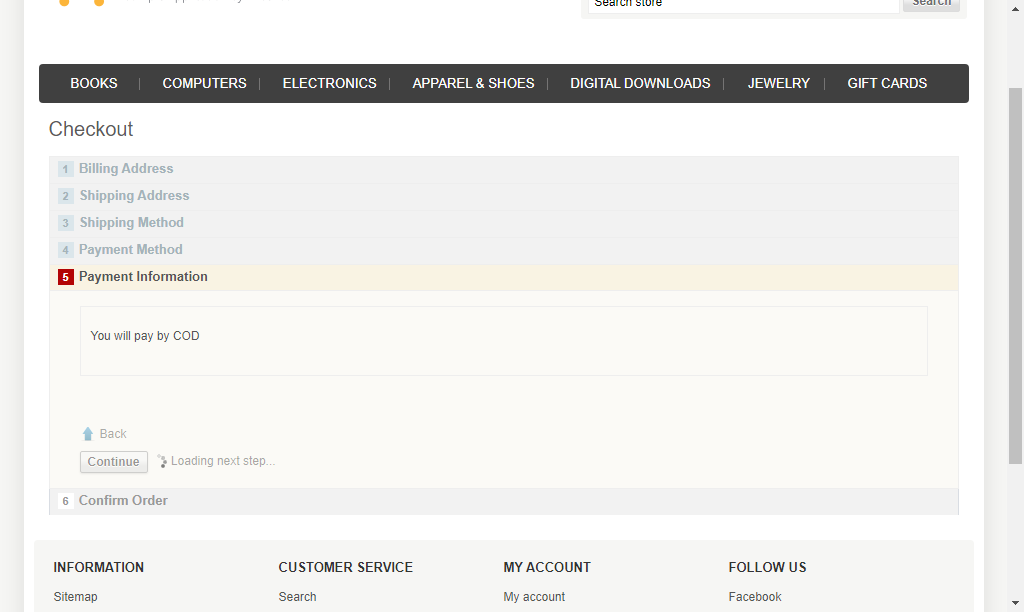 Search store
Search
BOOKS
COMPUTERS
ELECTRONICS
APPAREL & SHOES
DIGITAL DOWNLOADS
JEWELRY
GIFT CARDS
Checkout
1 Billing Address
2 Shipping Address
3 Shipping Method
4 Payment Method
5 Payment Information
You will pay by COD
Back
Continue
Loading next step...
6 Confirm Order
INFORMATION
Sitemap
CUSTOMER SERVICE
Search
MY ACCOUNT
My account
FOLLOW US
Facebook